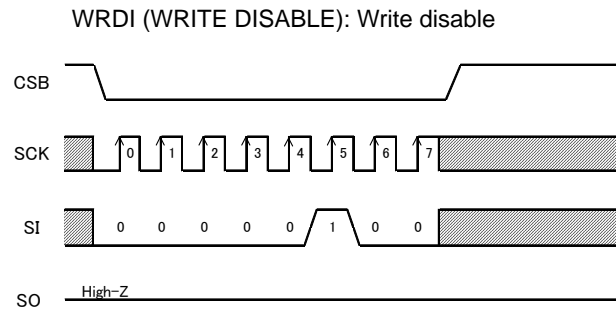 WRDI (WRITE DISABLE): Write disable
CSB
SCK 0 1 2 3 4 5 6 7
SI 0 0 0 0 0 1 0 0
SO High-Z